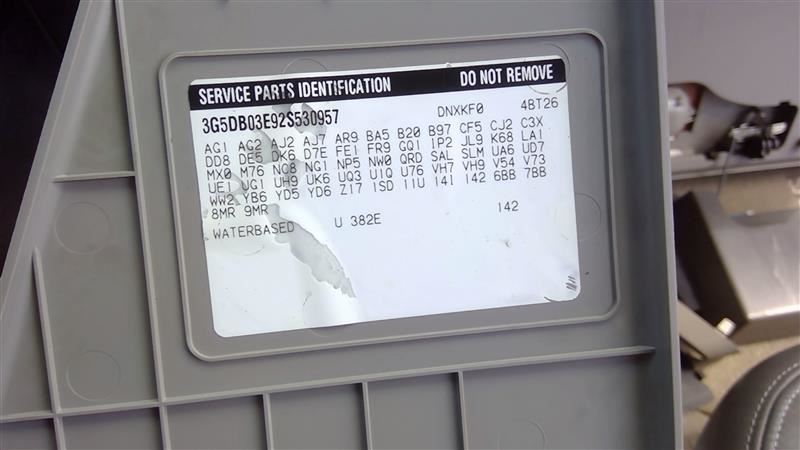 SERVICE PARTS IDENTIFICATION DO NOT REMOVE
3G5DB03E92S530957 DNXKF0 4BT26
AG1 AG2 AJ2 AJ7 AR9 BA5 B20 B97 CF5 CJ2 C3X
DD8 DE5 DK6 D7E FE1 FR9 GQ1 IP2 JL9 K68 LA1
MX0 M76 NC8 NG1 NP5 NW0 QRD SAL SLM UA6 UD7
UE1 UG1 UH9 UK6 UQ3 U1Q U76 VH7 VH9 V54 V73
WW2 YB6 YD5 YD6 Z17 1SD 11U 141 142 6BB 7BB
8MR 9MR
WATERBASED U 382E 142